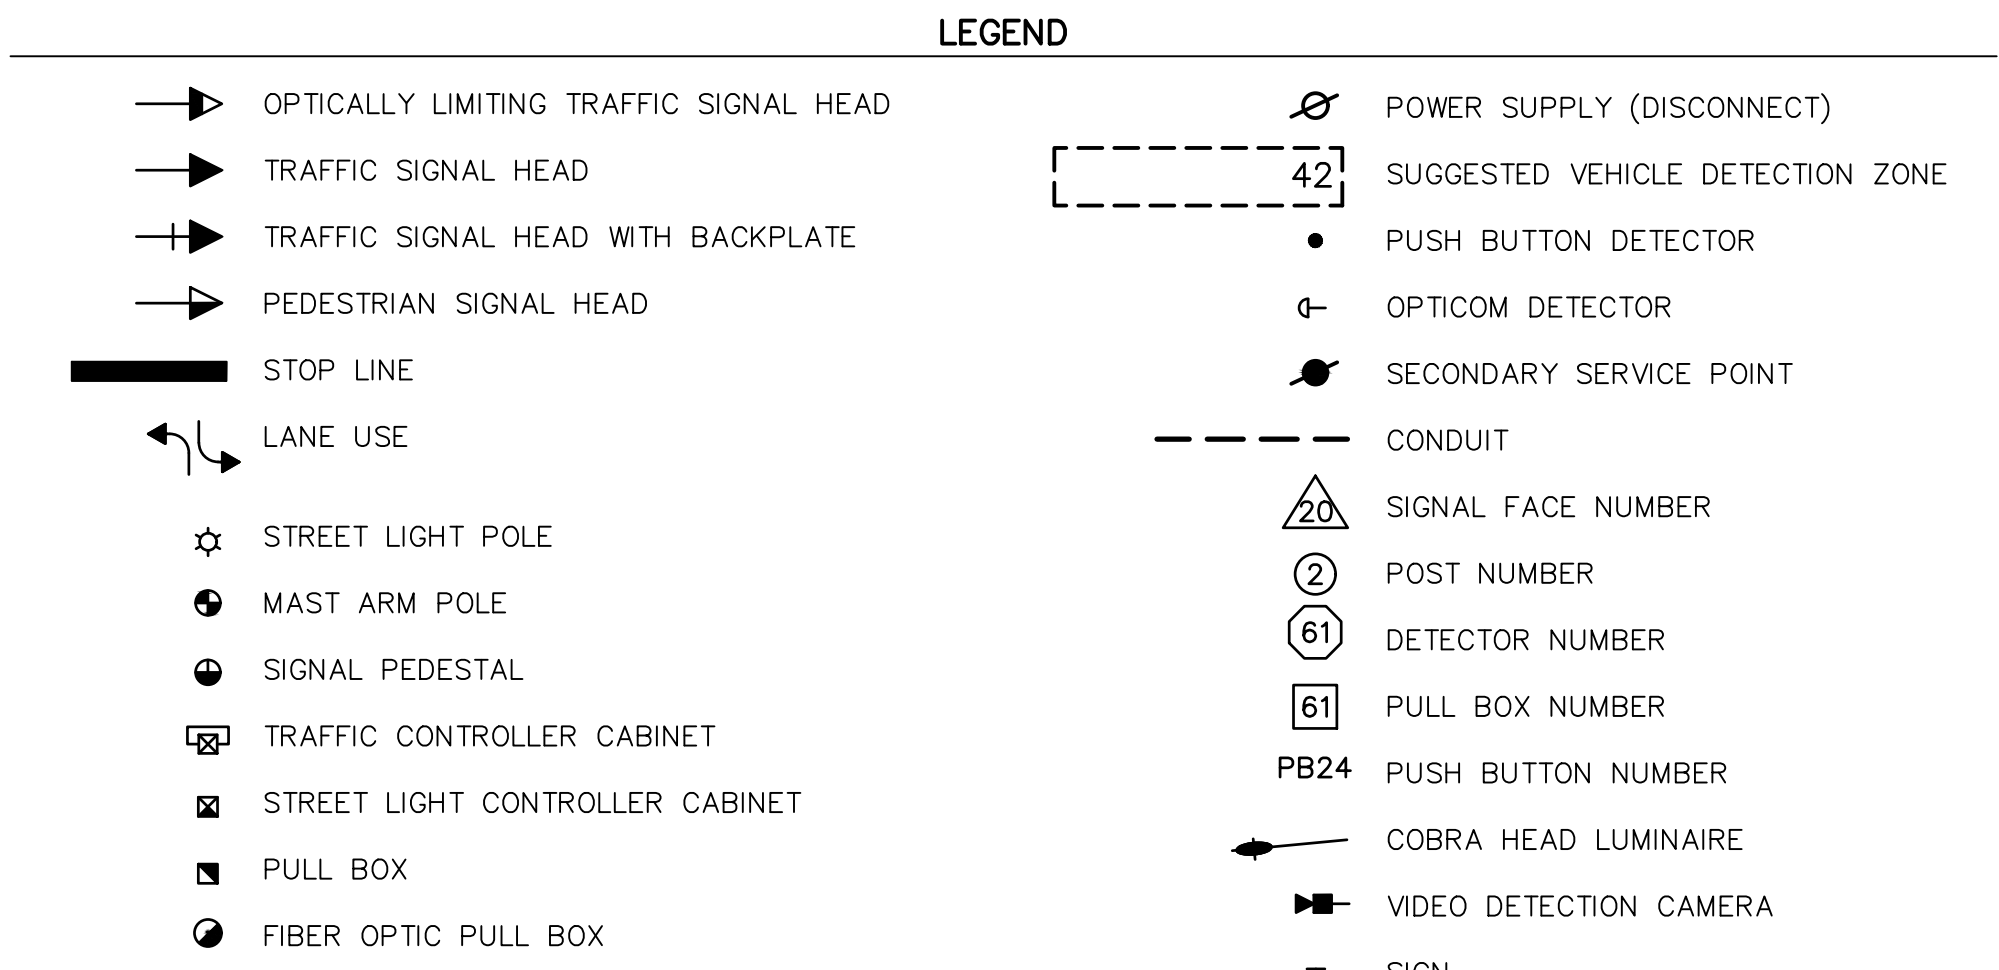 LEGEND
OPTICALLY LIMITING TRAFFIC SIGNAL HEAD
TRAFFIC SIGNAL HEAD
TRAFFIC SIGNAL HEAD WITH BACKPLATE
PEDESTRIAN SIGNAL HEAD
STOP LINE
LANE USE
STREET LIGHT POLE
MAST ARM POLE
SIGNAL PEDESTAL
TRAFFIC CONTROLLER CABINET
STREET LIGHT CONTROLLER CABINET
PULL BOX
FIBER OPTIC PULL BOX
POWER SUPPLY (DISCONNECT)
42 SUGGESTED VEHICLE DETECTION ZONE
PUSH BUTTON DETECTOR
OPTICOM DETECTOR
SECONDARY SERVICE POINT
CONDUIT
20 SIGNAL FACE NUMBER
2 POST NUMBER
61 DETECTOR NUMBER
61 PULL BOX NUMBER
PB24 PUSH BUTTON NUMBER
COBRA HEAD LUMINAIRE
VIDEO DETECTION CAMERA
SIGN